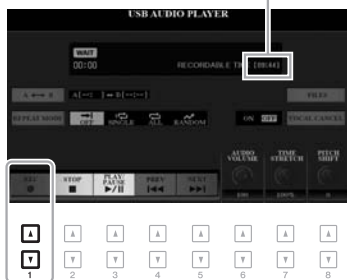 USB AUDIO PLAYER
WAIT
00:00 RECORDABLE TIME [09:44]
A ↔ B A[--: ]↔B[--:--] FILES
REPEAT MODE OFF SINGLE ALL RANDOM ON OFF VOCAL CANCEL
AUDIO VOLUME TIME STRETCH PITCH SHIFT
REC STOP PLAY/PAUSE PREV NEXT 100 100% 0
1 2 3 4 5 6 7 8